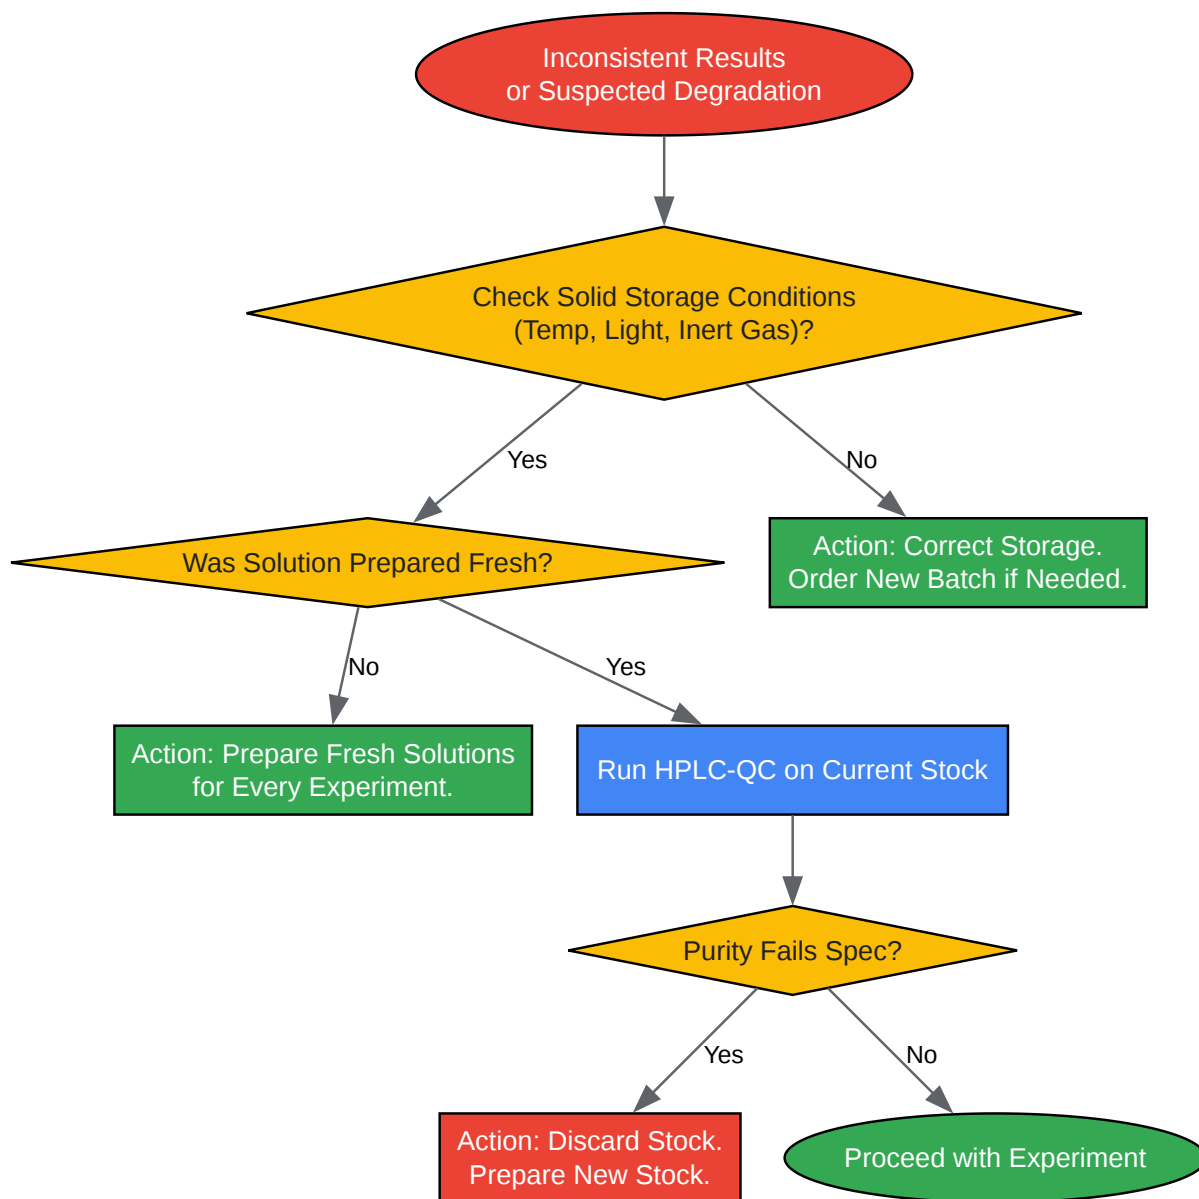 Inconsistent Results
or Suspected Degradation
Check Solid Storage Conditions
(Temp, Light, Inert Gas)?
Yes
No
Was Solution Prepared Fresh?
Action: Correct Storage.
Order New Batch if Needed.
No
Yes
Action: Prepare Fresh Solutions
for Every Experiment.
Run HPLC-QC on Current Stock
Purity Fails Spec?
Yes
No
Action: Discard Stock.
Prepare New Stock.
Proceed with Experiment